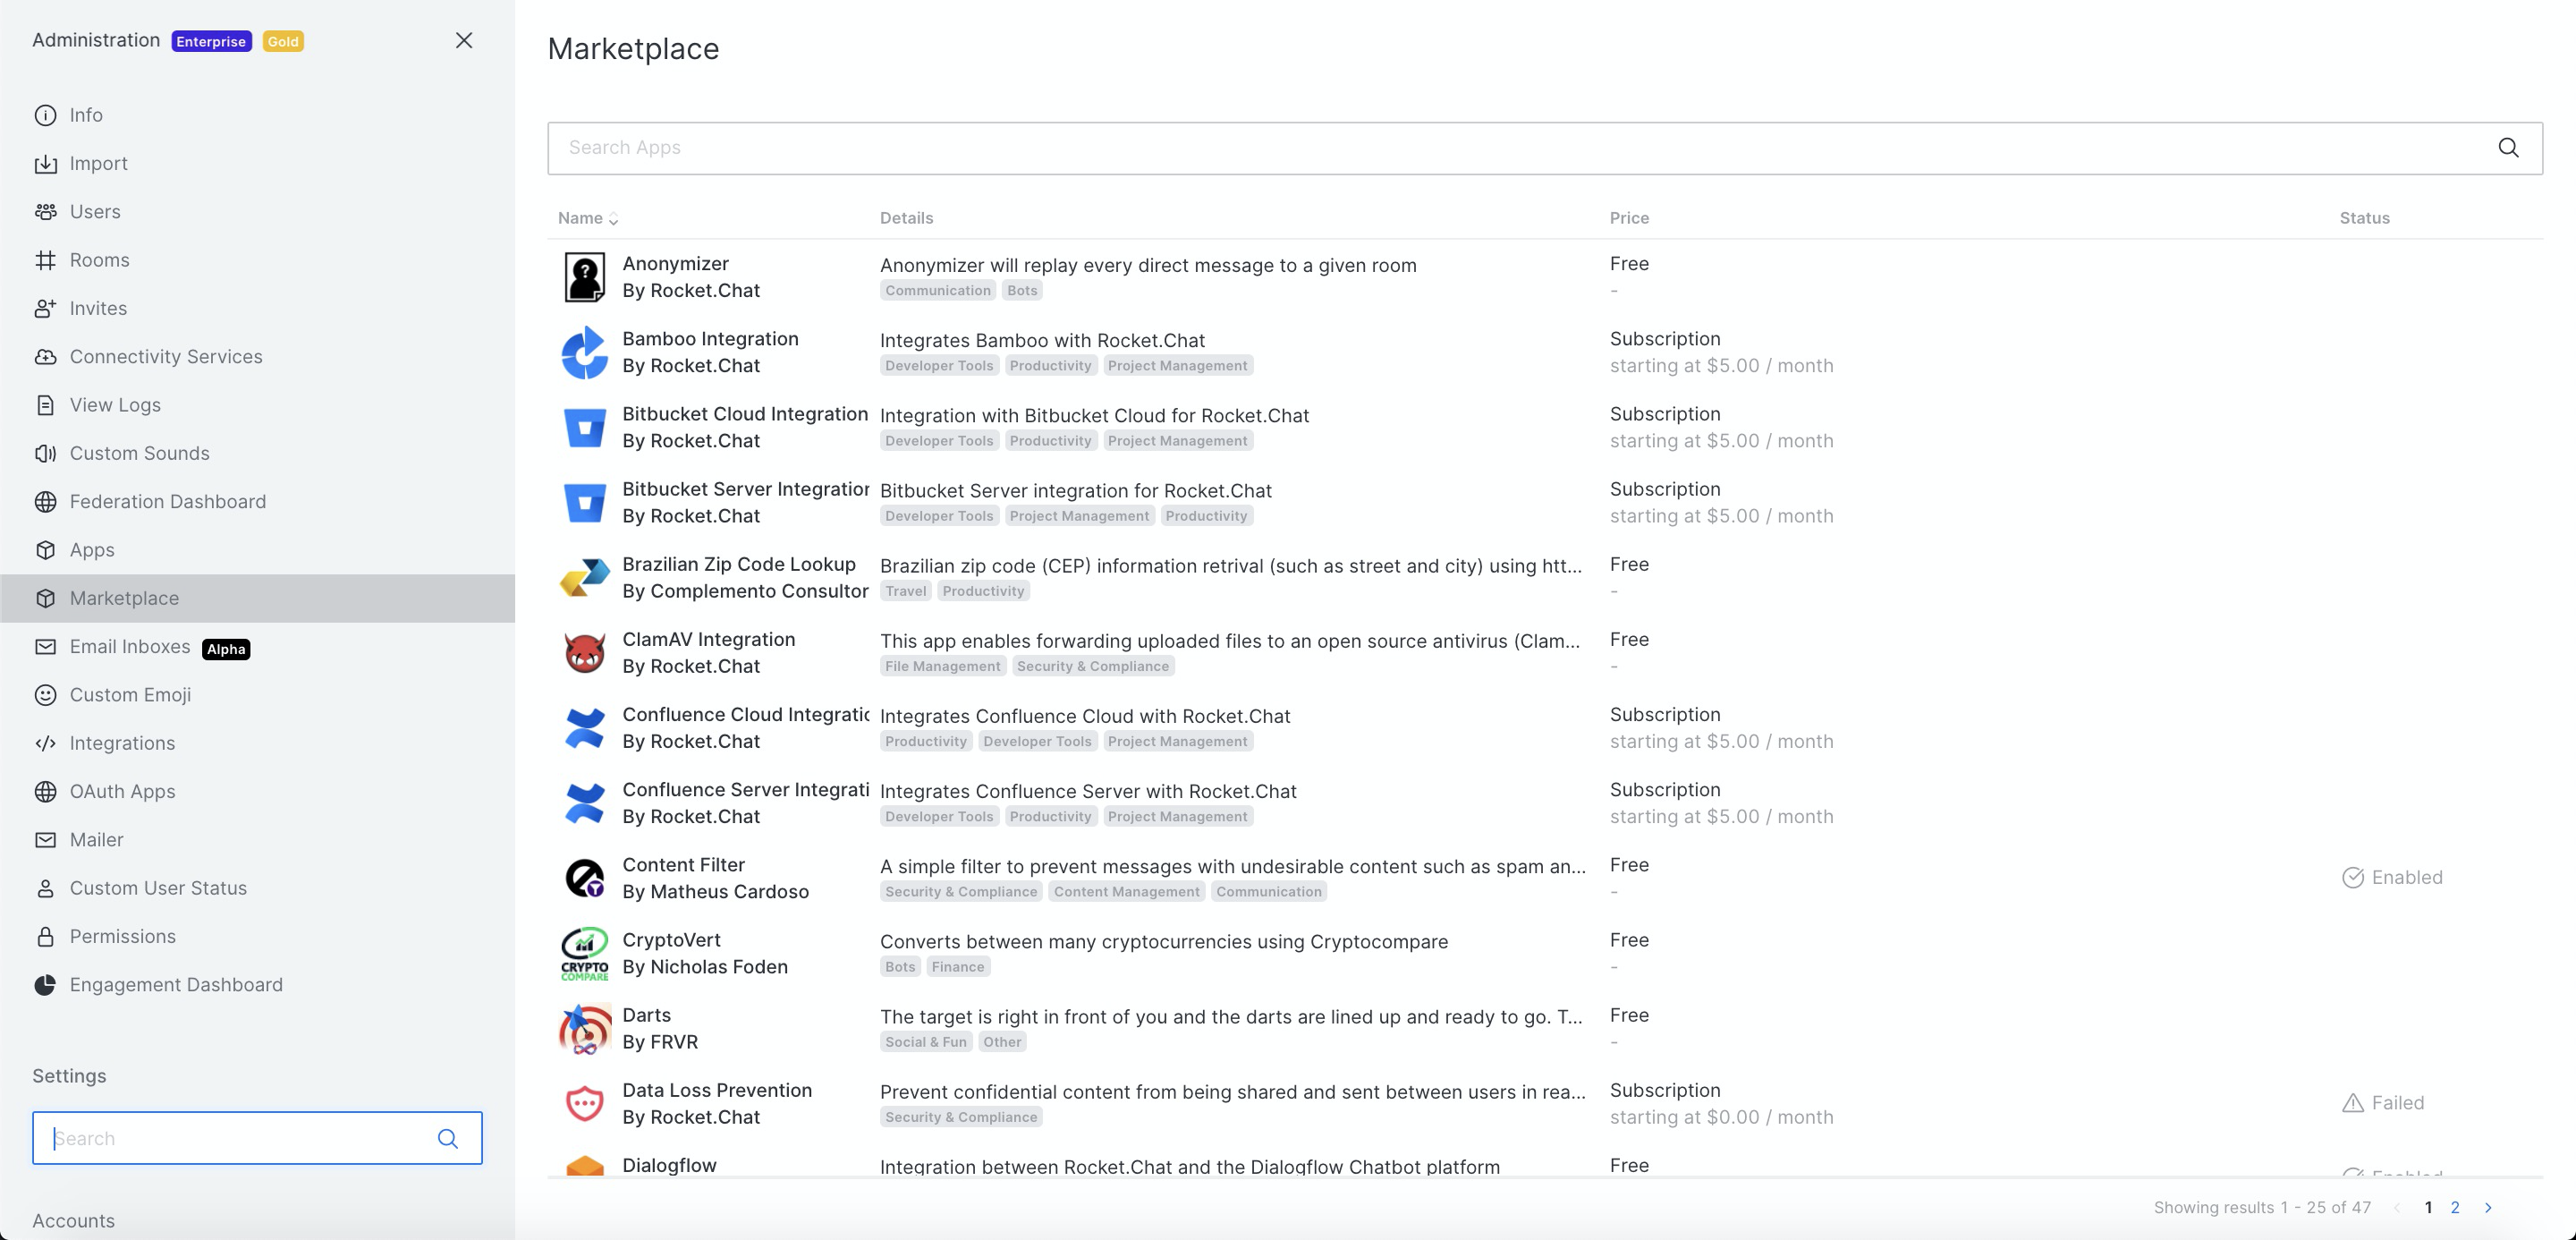 Administration Enterprise Gold
Info
Import
Users
Rooms
Invites
Connectivity Services
View Logs
Custom Sounds
Federation Dashboard
Apps
Marketplace
Email Inboxes Alpha
Custom Emoji
Integrations
OAuth Apps
Mailer
Custom User Status
Permissions
Engagement Dashboard
Settings
Search
Accounts
Marketplace
Search Apps
Name Details Price Status
Anonymizer
By Rocket.Chat
Anonymizer will replay every direct message to a given room
Communication Bots
Free
-
Bamboo Integration
By Rocket.Chat
Integrates Bamboo with Rocket.Chat
Developer Tools Productivity Project Management
Subscription
starting at $5.00 / month
Bitbucket Cloud Integration
By Rocket.Chat
Integration with Bitbucket Cloud for Rocket.Chat
Developer Tools Productivity Project Management
Subscription
starting at $5.00 / month
Bitbucket Server Integration
By Rocket.Chat
Bitbucket Server integration for Rocket.Chat
Developer Tools Project Management Productivity
Subscription
starting at $5.00 / month
Brazilian Zip Code Lookup
By Complemento Consultor
Brazilian zip code (CEP) information retrival (such as street and city) using htt...
Travel Productivity
Free
-
ClamAV Integration
By Rocket.Chat
This app enables forwarding uploaded files to an open source antivirus (Clam...
File Management Security & Compliance
Free
-
Confluence Cloud Integratic
By Rocket.Chat
Integrates Confluence Cloud with Rocket.Chat
Productivity Developer Tools Project Management
Subscription
starting at $5.00 / month
Confluence Server Integrati
By Rocket.Chat
Integrates Confluence Server with Rocket.Chat
Developer Tools Productivity Project Management
Subscription
starting at $5.00 / month
Content Filter
By Matheus Cardoso
A simple filter to prevent messages with undesirable content such as spam an...
Security & Compliance Content Management Communication
Free
-
Enabled
CRYPTO
COMPARE
CryptoVert
By Nicholas Foden
Converts between many cryptocurrencies using Cryptocompare
Bots Finance
Free
-
Darts
By FRVR
The target is right in front of you and the darts are lined up and ready to go. T...
Social & Fun Other
Free
-
Data Loss Prevention
By Rocket.Chat
Prevent confidential content from being shared and sent between users in rea...
Security & Compliance
Subscription
starting at $0.00 / month
Failed
Dialogflow
Integration between Rocket.Chat and the Dialogflow Chatbot platform
Free
Enabled
Showing results 1 - 25 of 47 1 2